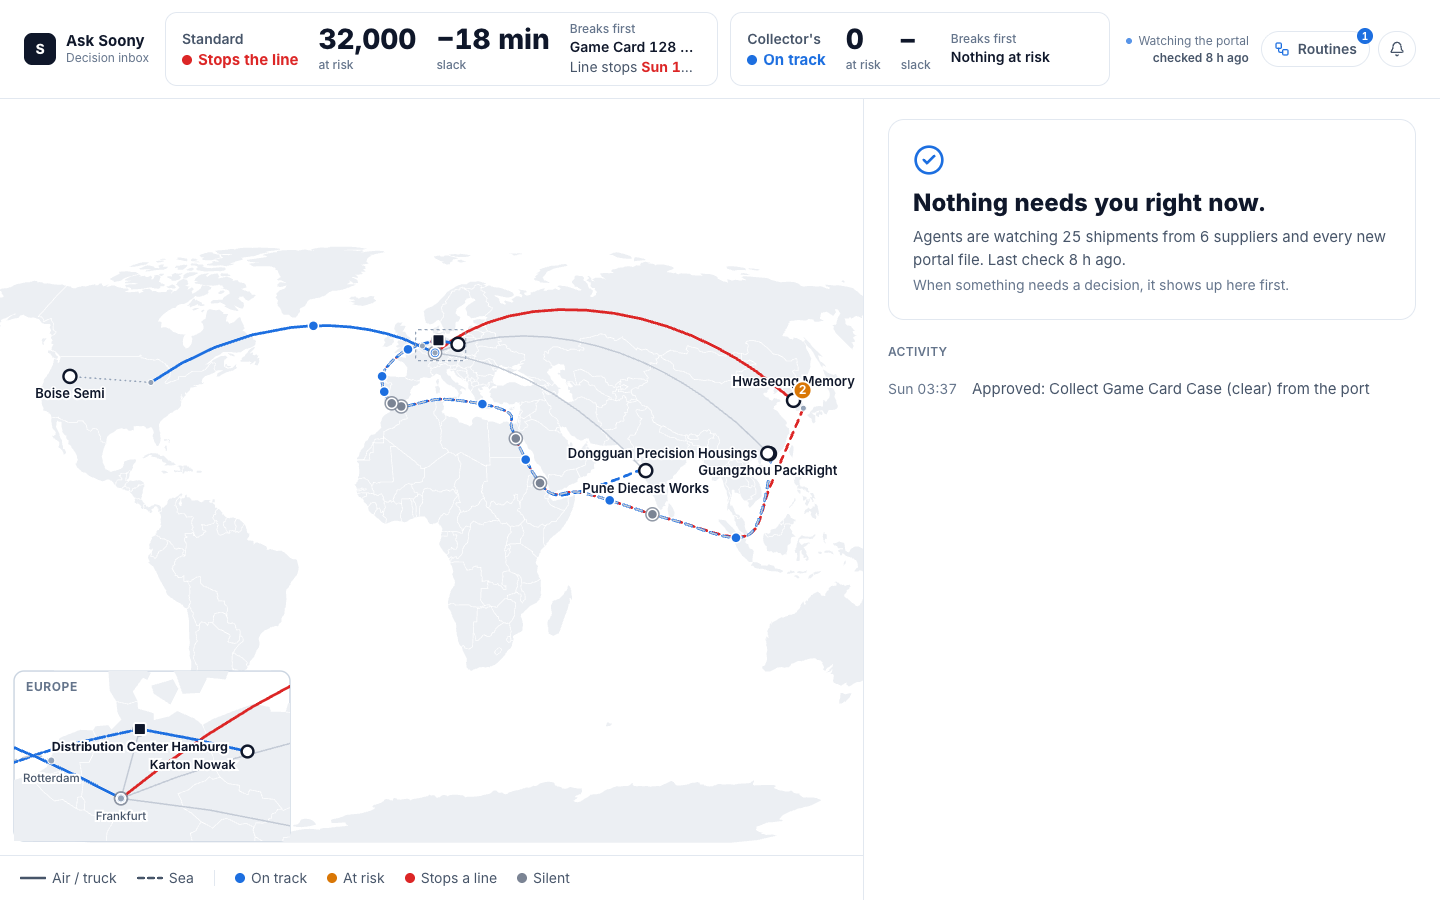 S
Ask Soony
Decision inbox
Standard
Stops the line
32,000
at risk
−18 min
slack
Breaks first
Game Card 128 ...
Line stops Sun 1...
Collector's
On track
0
at risk
–
slack
Breaks first
Nothing at risk
Watching the portal
checked 8 h ago
Routines
1
Boise Semi
Hwaseong Memory
2
Dongguan Precision Housings
Guangzhou PackRight
Pune Diecast Works
EUROPE
Distribution Center Hamburg
Karton Nowak
Rotterdam
Frankfurt
Air / truck
Sea
On track
At risk
Stops a line
Silent
Nothing needs you right now.
Agents are watching 25 shipments from 6 suppliers and every new
portal file. Last check 8 h ago.
When something needs a decision, it shows up here first.
ACTIVITY
Sun 03:37 Approved: Collect Game Card Case (clear) from the port